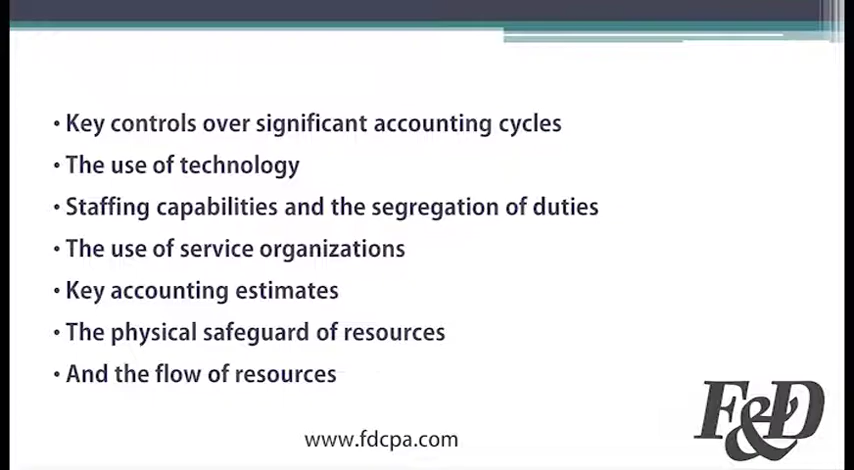 • Key controls over significant accounting cycles
• The use of technology
• Staffing capabilities and the segregation of duties
• The use of service organizations
• Key accounting estimates
• The physical safeguard of resources
• And the flow of resources
www.fdcpa.com
F&D